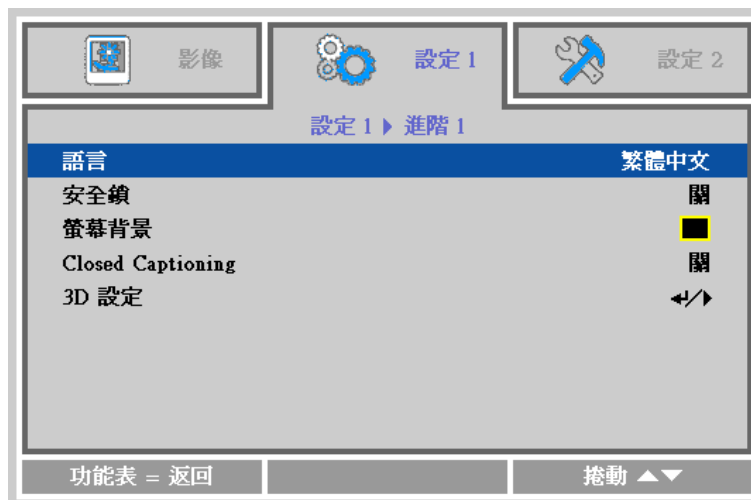 影像
設定 1
設定 2
設定 1 ▶ 進階 1
語言 繁體中文
安全鎖 關
螢幕背景
Closed Captioning 關
3D 設定 ↵/▶
功能表 = 返回
捲動 ▲▼